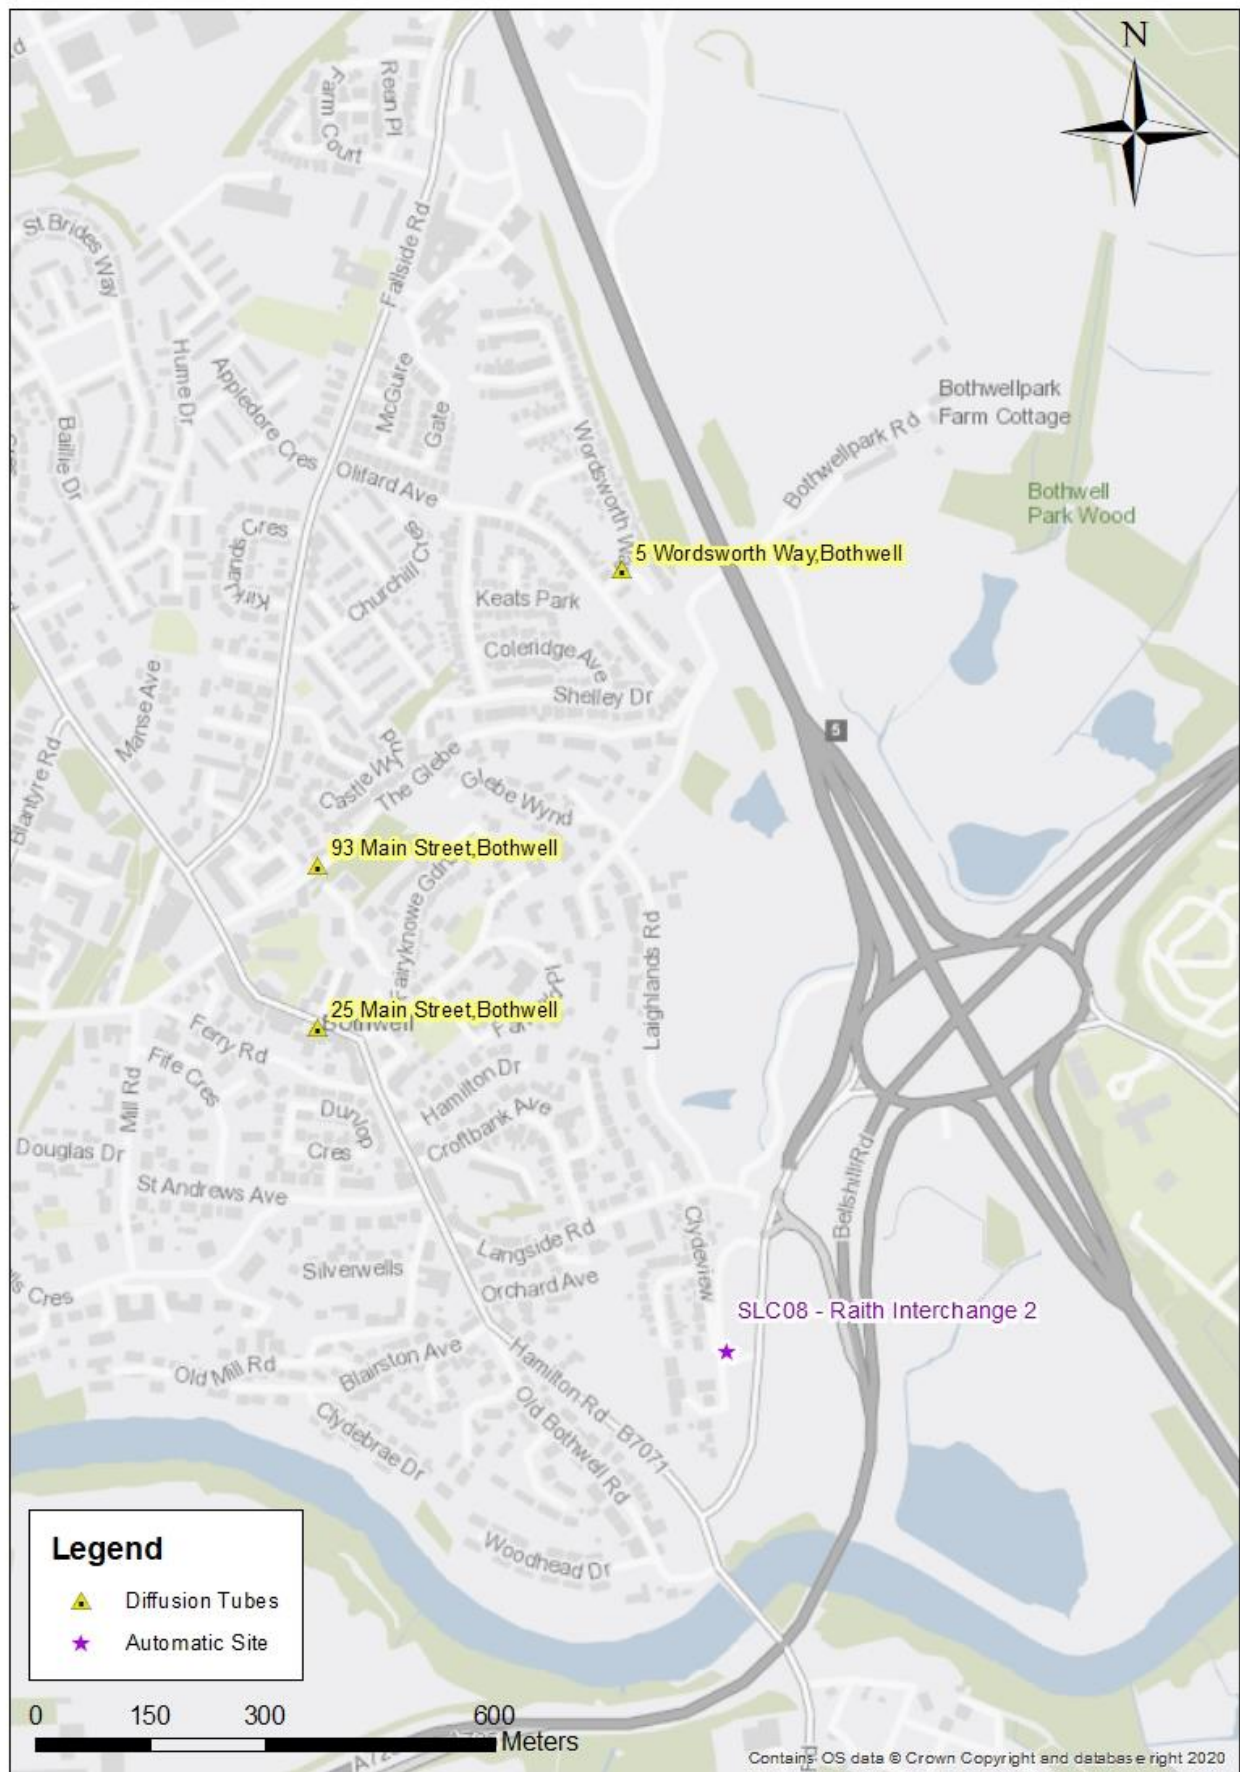 N
Reen Pl
Farm
Court
Fallside Rd
St Brides Way
Hume Dr
Appledore Cres
McGuire
Gate
Baillie Dr
Olifard Ave
Wordsworth Way
Bothwellpark Rd
Bothwellpark
Farm Cottage
Bothwell
Park Wood
Cres
Kirklands
Churchill Cres
5 Wordsworth Way,Bothwell
Keats Park
Coleridge Ave
Shelley Dr
Manse Ave
Blantyre Rd
5
Castle Wynd
The Glebe
Glebe Wynd
93 Main Street,Bothwell
Fairyknowe Gdns
Laighlands Rd
25 Main Street,Bothwell
Bothwell
Ferry Rd
Fife Cres
Mill Rd
Hamilton Dr
Croftbank Ave
Dunlop
Cres
Douglas Dr
St Andrews Ave
Bellshill Rd
Clydeview
Langside Rd
Silverwells
Orchard Ave
SLC08 - Raith Interchange 2
Old Mill Rd
Blairston Ave
Hamilton Rd–B7071
Old Bothwell Rd
Clydebrae Dr
Woodhead Dr
Legend
Diffusion Tubes
Automatic Site
0 150 300 600
Meters
Contains OS data © Crown Copyright and database right 2020